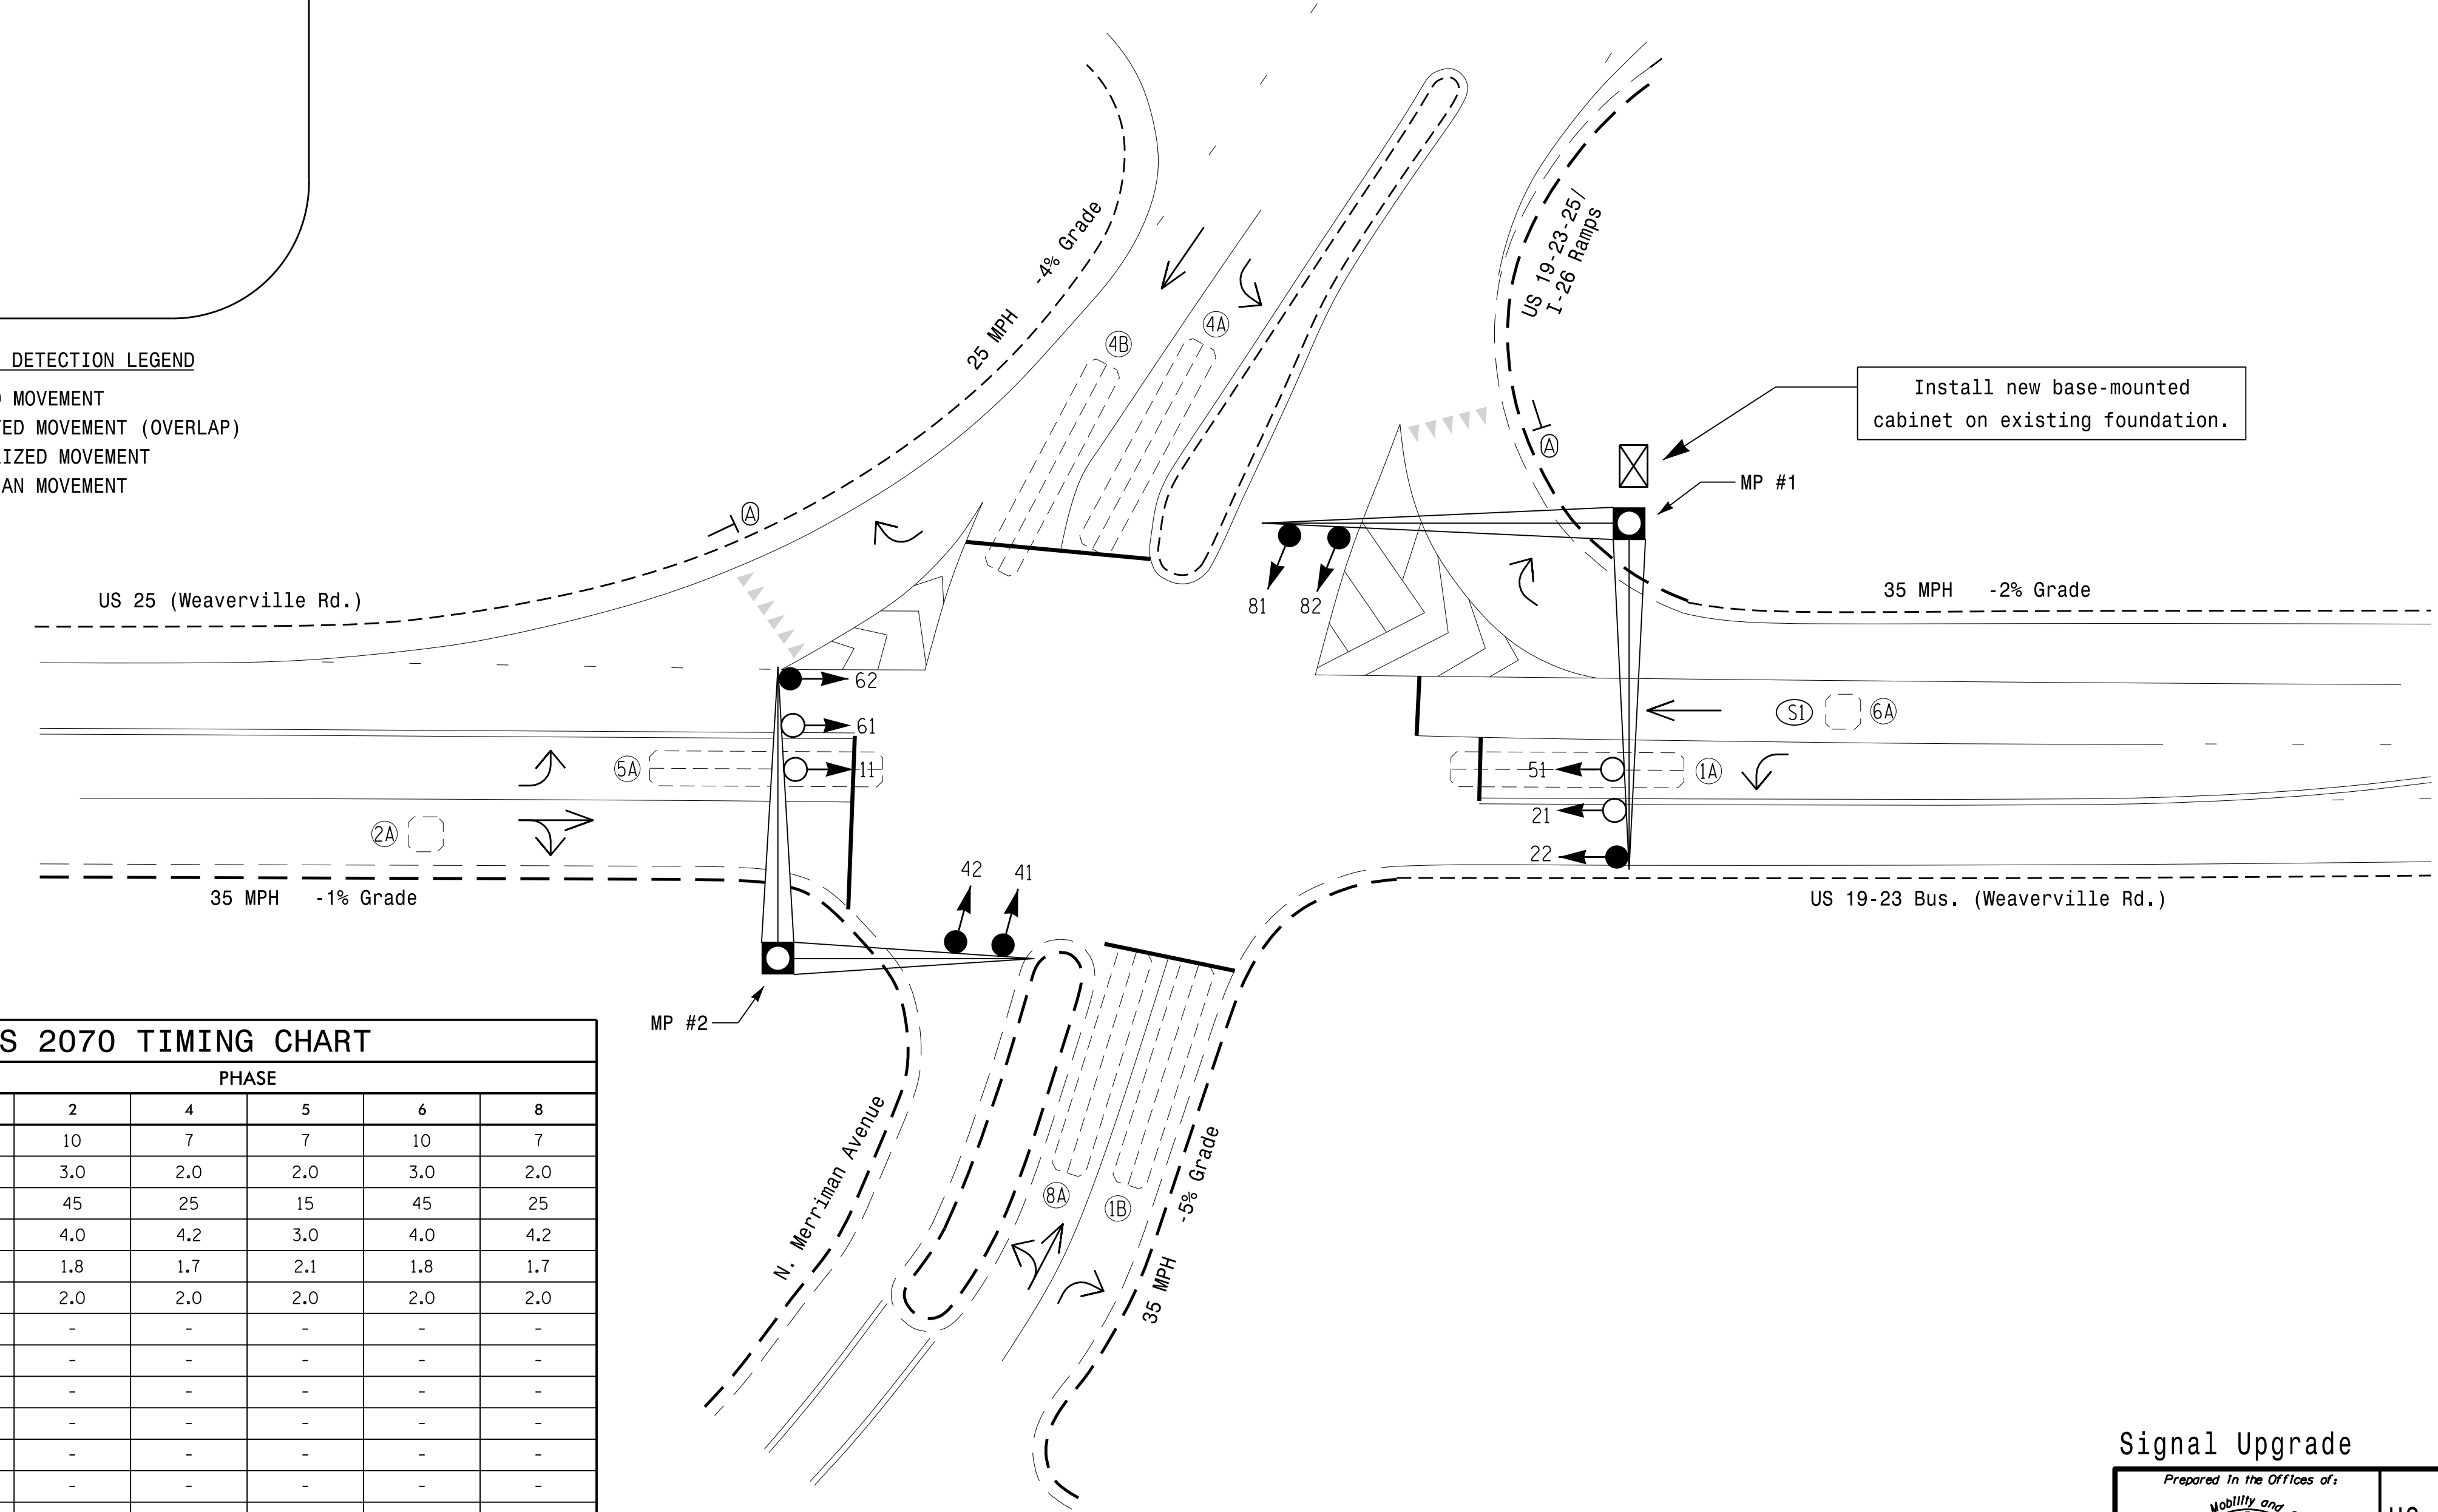 DETECTION LEGEND
MOVEMENT
TED MOVEMENT (OVERLAP)
LIZED MOVEMENT
IAN MOVEMENT
25 MPH -4% Grade
4B
4A
US 19-23-25/
I-26 Ramps
A
Install new base-mounted
cabinet on existing foundation.
MP #1
A
81 82
US 25 (Weaverville Rd.)
35 MPH -2% Grade
62
61
11
5A
2A
S1
6A
51
1A
21
22
35 MPH -1% Grade
42 41
US 19-23 Bus. (Weaverville Rd.)
MP #2
N. Merriman Avenue
8A
1B
35 MPH -5% Grade
S 2070 TIMING CHART
PHASE
2 4 5 6 8
10 7 7 10 7
3.0 2.0 2.0 3.0 2.0
45 25 15 45 25
4.0 4.2 3.0 4.0 4.2
1.8 1.7 2.1 1.8 1.7
2.0 2.0 2.0 2.0 2.0
- - - - -
- - - - -
- - - - -
- - - - -
- - - - -
- - - - -
Signal Upgrade
Prepared in the Offices of:
Mobility and
US